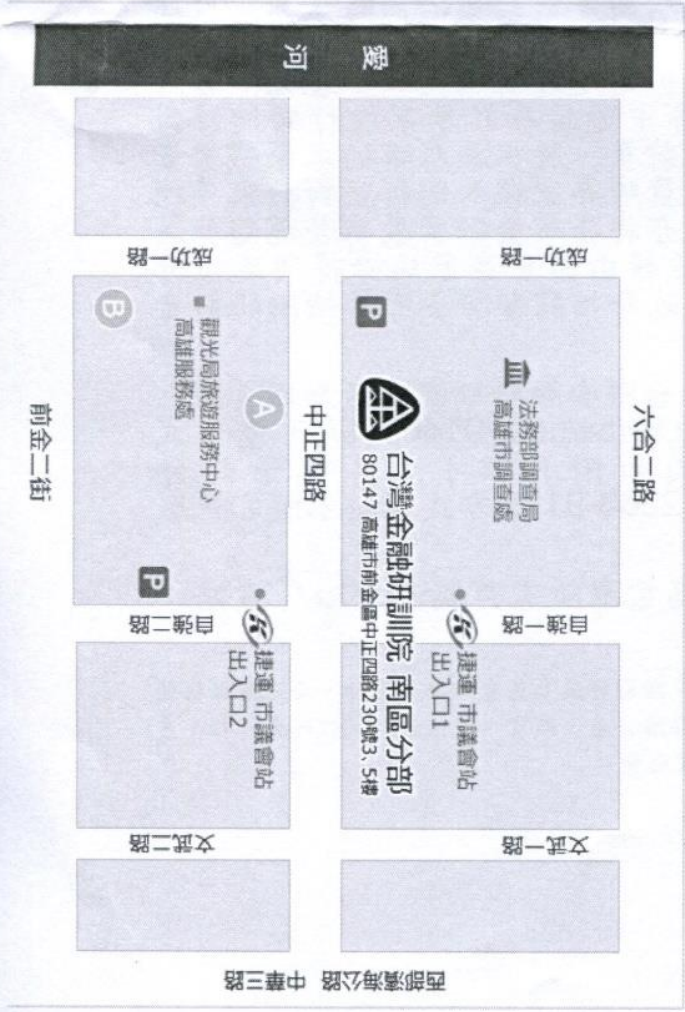 六合二路
愛河
成功一路
法務部調查局
高雄市調查處
自強一路
捷運 市議會站
出入口1
文武一路
西部濱海公路 中華三路
P
台灣金融研訓院 南區分部
80147 高雄市前金區中正四路230號3、5樓
中正四路
A
捷運 市議會站
出入口2
成功一路
觀光局旅遊服務中心
高雄服務處
自強二路
文武二路
B
P
前金二街